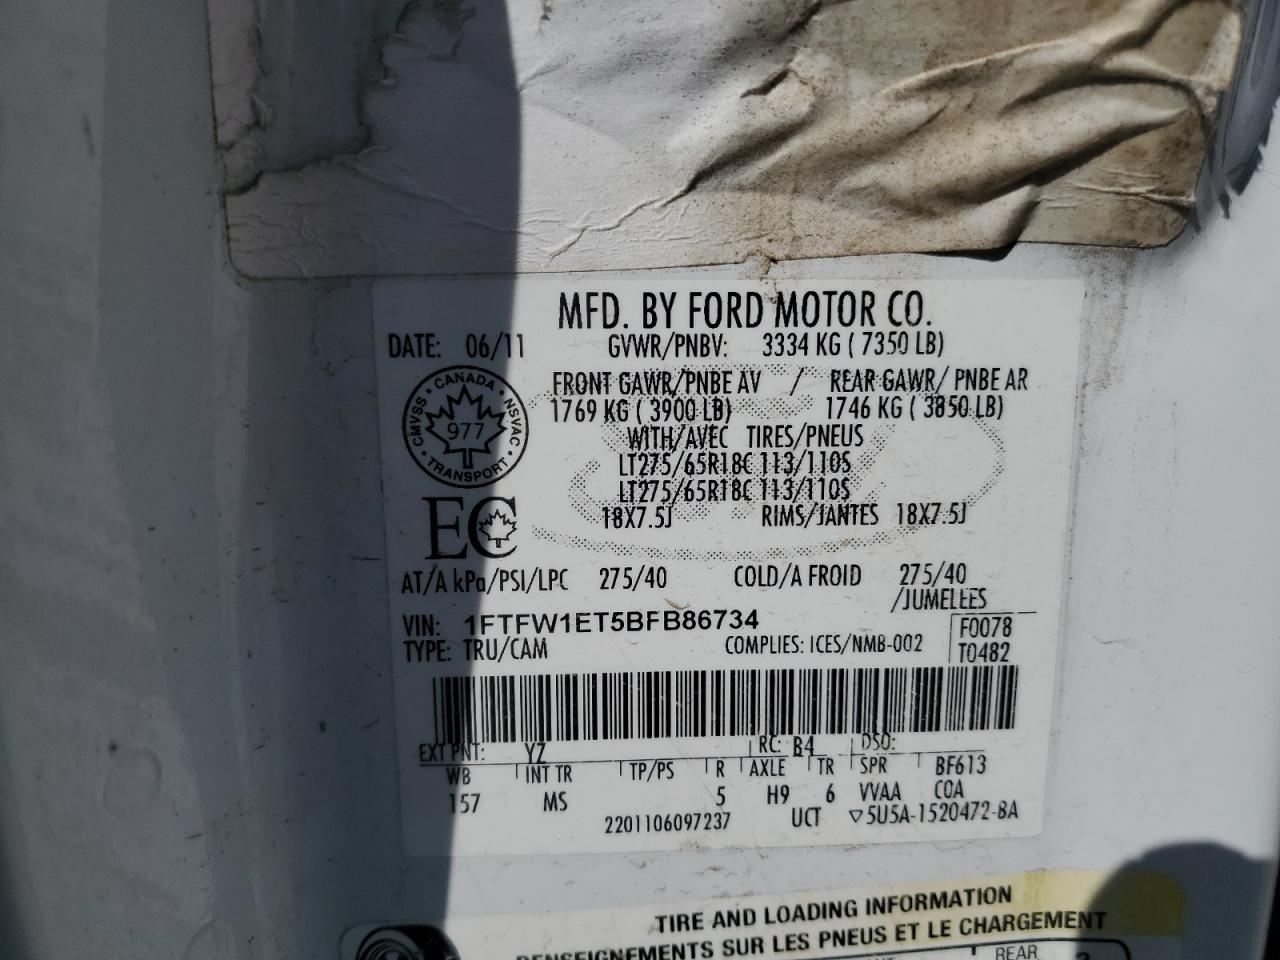 MFD. BY FORD MOTOR CO.
DATE: 06/11 GVWR/PNBV: 3334 KG ( 7350 LB)
FRONT GAWR/PNBE AV / REAR GAWR/ PNBE AR
1769 KG ( 3900 LB) 1746 KG ( 3850 LB)
WITH/AVEC TIRES/PNEUS
LT275/65R18C 113/110S
LT275/65R18C 113/110S
18X7.5J RIMS/JANTES 18X7.5J
CANADA
CMVSS NSVAC
977
TRANSPORT
EC
AT/A kPa/PSI/LPC 275/40 COLD/A FROID 275/40
/JUMELLES
VIN: 1FTFW1ET5BFB86734 F0078
TYPE: TRU/CAM COMPLIES: ICES/NMB-002 T0482
EXT PNT: YZ RC: B4 DSO:
WB INT TR TP/PS R AXLE TR SPR BF613
157 MS 5 H9 6 VVAA COA
2201106097237 UCT ▽5U5A-1520472-BA
TIRE AND LOADING INFORMATION
RENSEIGNEMENTS SUR LES PNEUS ET LE CHARGEMENT
REAR